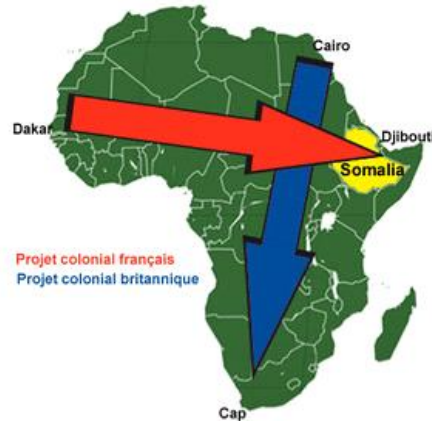 Cairo
Dakar
Djibouti
Somalia
Projet colonial français
Projet colonial britannique
Cap